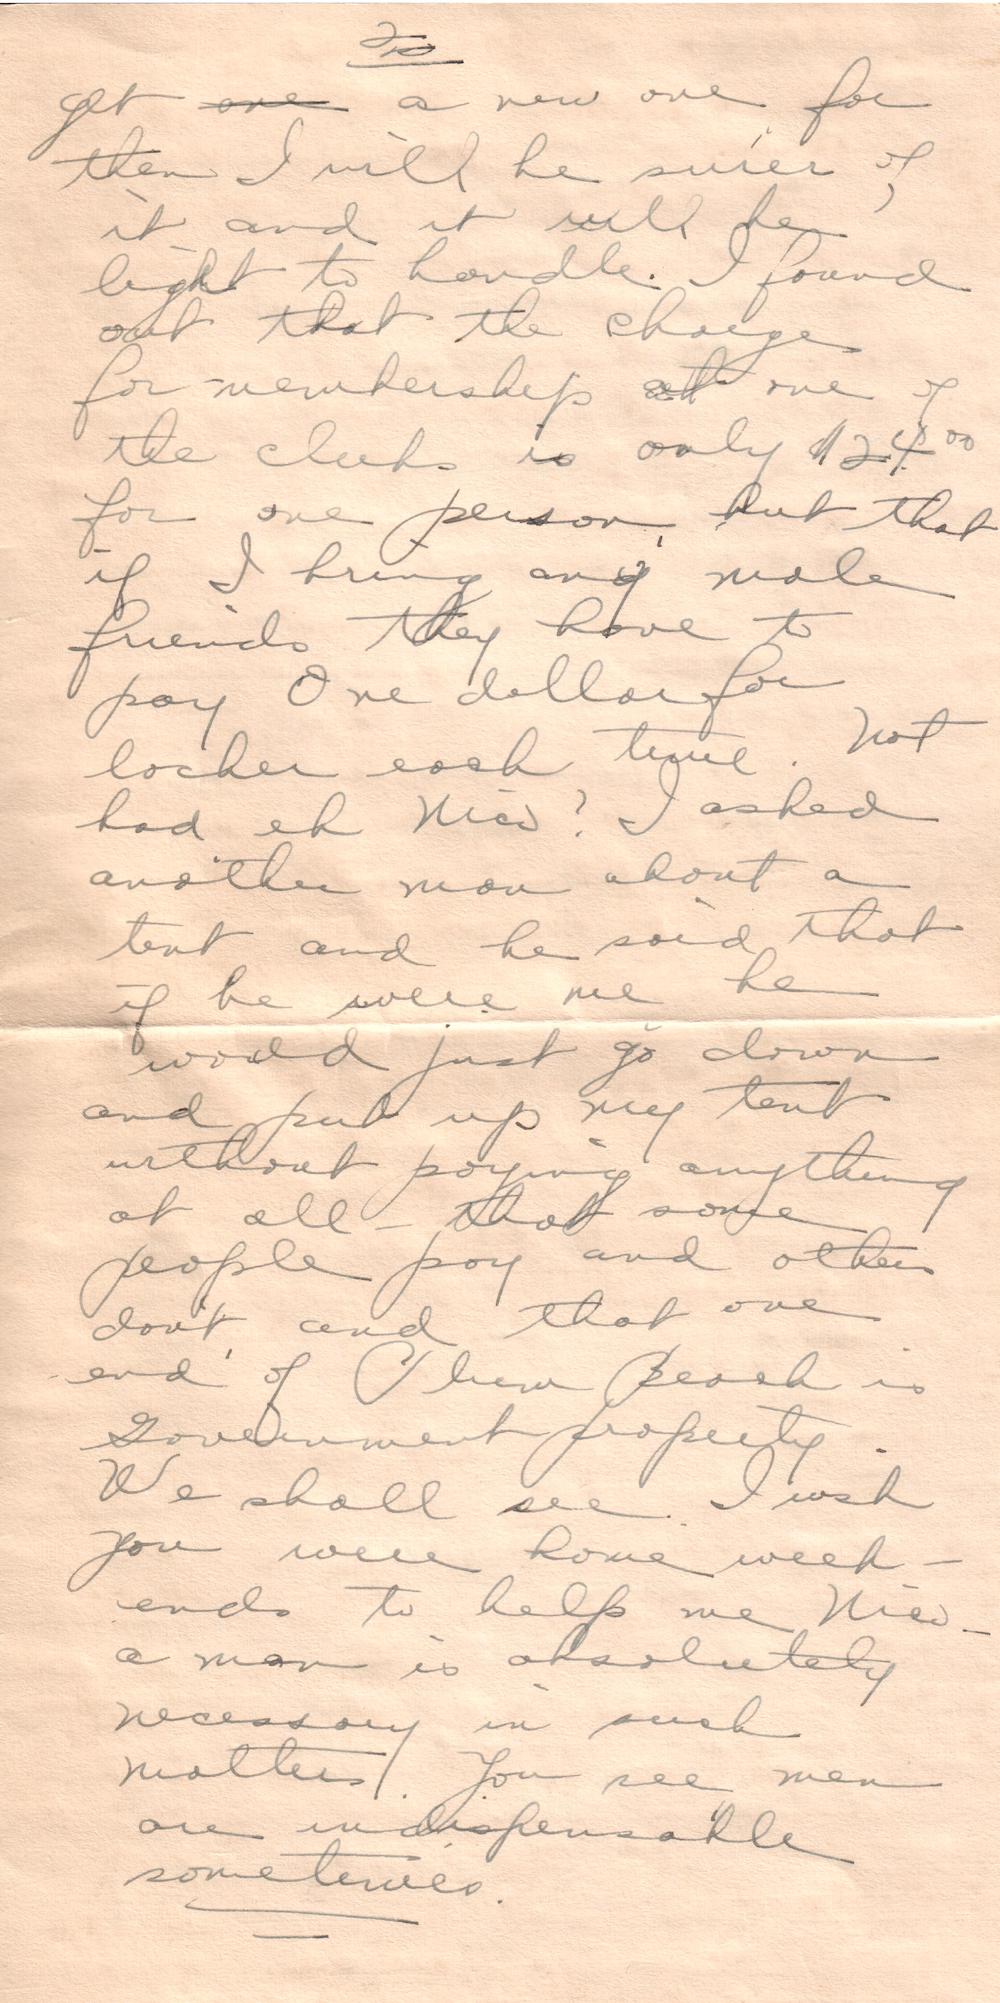 get one a new one for
then I will be surer of
it and it will be
light to handle. I found
out that the charge
for membership at one of
the clubs is only $24.00
for one person, but that
if I bring any male
friends they have to
pay One dollar for
locker each time. Not
bad eh Nico? I asked
another man about a
tent and he said that
if he were me he
would just go down
and put up my tent
without paying anything
at all - that some
people pay and others
don't and that one
end of Plum Beach is
Government property.
We shall see. I wish
you were home week-
ends to help me Nico -
a man is absolutely
necessary in such
matters. You see men
are indispensable
sometimes.